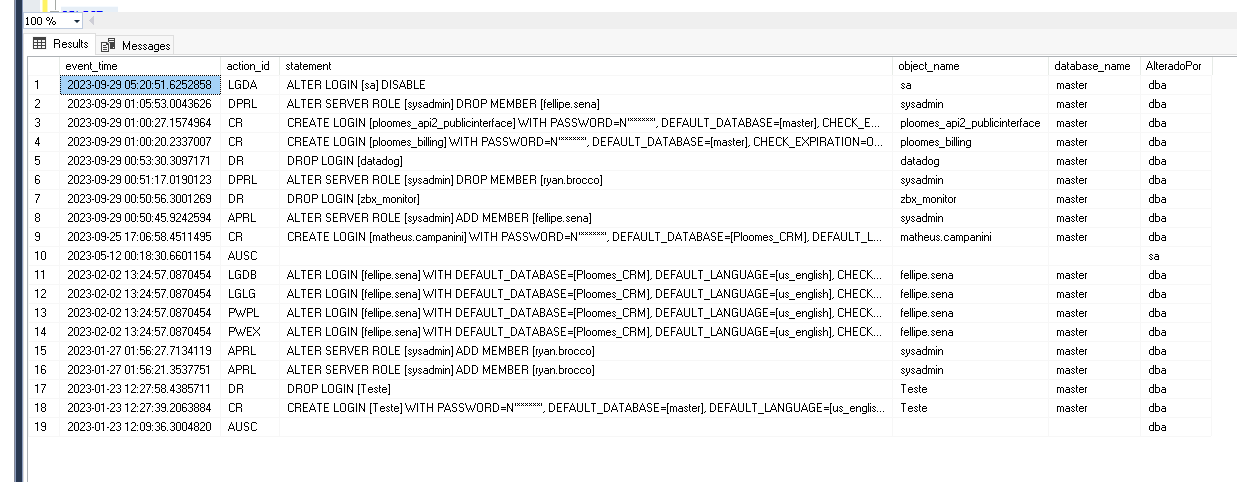 100 %
Results Messages
event_time action_id statement object_name database_name AlteradoPor
1 2023-09-29 05:20:51.6252858 LGDA ALTER LOGIN [sa] DISABLE sa master dba
2 2023-09-29 01:05:53.0043626 DPRL ALTER SERVER ROLE [sysadmin] DROP MEMBER [fellipe.sena] sysadmin master dba
3 2023-09-29 01:00:27.1574964 CR CREATE LOGIN [ploomes_api2_publicinterface] WITH PASSWORD=N'******', DEFAULT_DATABASE=[master], CHECK_E... ploomes_api2_publicinterface master dba
4 2023-09-29 01:00:20.2337007 CR CREATE LOGIN [ploomes_billing] WITH PASSWORD=N'******', DEFAULT_DATABASE=[master], CHECK_EXPIRATION=O... ploomes_billing master dba
5 2023-09-29 00:53:30.3097171 DR DROP LOGIN [datadog] datadog master dba
6 2023-09-29 00:51:17.0190123 DPRL ALTER SERVER ROLE [sysadmin] DROP MEMBER [ryan.brocco] sysadmin master dba
7 2023-09-29 00:50:56.3001269 DR DROP LOGIN [zbx_monitor] zbx_monitor master dba
8 2023-09-29 00:50:45.9242594 APRL ALTER SERVER ROLE [sysadmin] ADD MEMBER [fellipe.sena] sysadmin master dba
9 2023-09-25 17:06:58.4511495 CR CREATE LOGIN [matheus.campanini] WITH PASSWORD=N'******', DEFAULT_DATABASE=[Ploomes_CRM], DEFAULT_L... matheus.campanini master dba
10 2023-05-12 00:18:30.6601154 AUSC sa
11 2023-02-02 13:24:57.0870454 LGDB ALTER LOGIN [fellipe.sena] WITH DEFAULT_DATABASE=[Ploomes_CRM], DEFAULT_LANGUAGE=[us_english], CHECK... fellipe.sena master dba
12 2023-02-02 13:24:57.0870454 LGLG ALTER LOGIN [fellipe.sena] WITH DEFAULT_DATABASE=[Ploomes_CRM], DEFAULT_LANGUAGE=[us_english], CHECK... fellipe.sena master dba
13 2023-02-02 13:24:57.0870454 PWPL ALTER LOGIN [fellipe.sena] WITH DEFAULT_DATABASE=[Ploomes_CRM], DEFAULT_LANGUAGE=[us_english], CHECK... fellipe.sena master dba
14 2023-02-02 13:24:57.0870454 PWEX ALTER LOGIN [fellipe.sena] WITH DEFAULT_DATABASE=[Ploomes_CRM], DEFAULT_LANGUAGE=[us_english], CHECK... fellipe.sena master dba
15 2023-01-27 01:56:27.7134119 APRL ALTER SERVER ROLE [sysadmin] ADD MEMBER [ryan.brocco] sysadmin master dba
16 2023-01-27 01:56:21.3537751 APRL ALTER SERVER ROLE [sysadmin] ADD MEMBER [ryan.brocco] sysadmin master dba
17 2023-01-23 12:27:58.4385711 DR DROP LOGIN [Teste] Teste master dba
18 2023-01-23 12:27:39.2063884 CR CREATE LOGIN [Teste] WITH PASSWORD=N'******', DEFAULT_DATABASE=[master], DEFAULT_LANGUAGE=[us_englis... Teste master dba
19 2023-01-23 12:09:36.3004820 AUSC dba